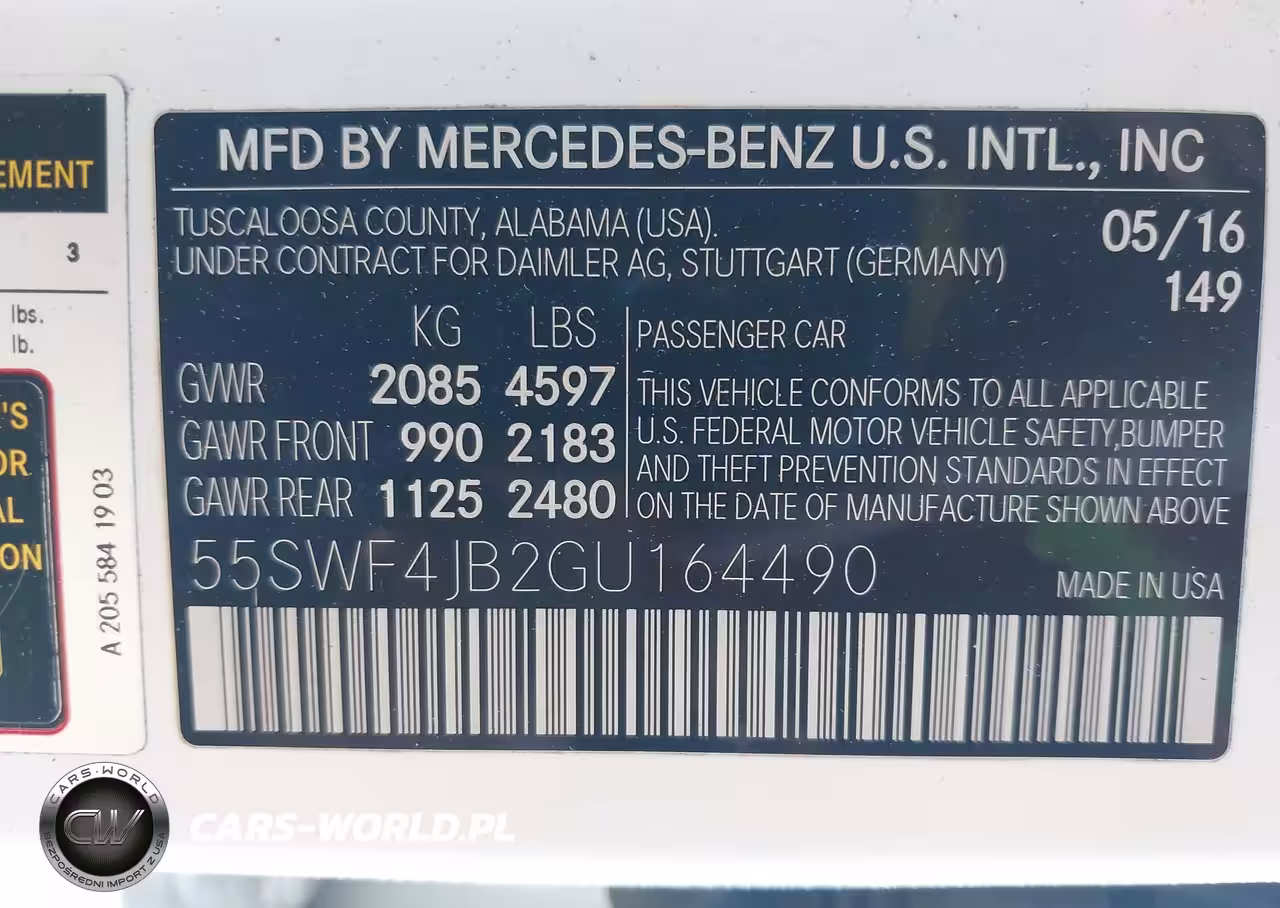 EMENT
3
lbs.
lb.
'S
OR
AL
ON
A 205 584 19 03
MFD BY MERCEDES-BENZ U.S. INTL., INC
TUSCALOOSA COUNTY, ALABAMA (USA).
UNDER CONTRACT FOR DAIMLER AG, STUTTGART (GERMANY)
05/16
149
KG LBS
GVWR 2085 4597
GAWR FRONT 990 2183
GAWR REAR 1125 2480
PASSENGER CAR
THIS VEHICLE CONFORMS TO ALL APPLICABLE
U.S. FEDERAL MOTOR VEHICLE SAFETY,BUMPER
AND THEFT PREVENTION STANDARDS IN EFFECT
ON THE DATE OF MANUFACTURE SHOWN ABOVE
55SWF4JB2GU164490
MADE IN USA
CARS-WORLD
CW
BEZPOŚREDNI IMPORT Z USA
CARS-WORLD.PL